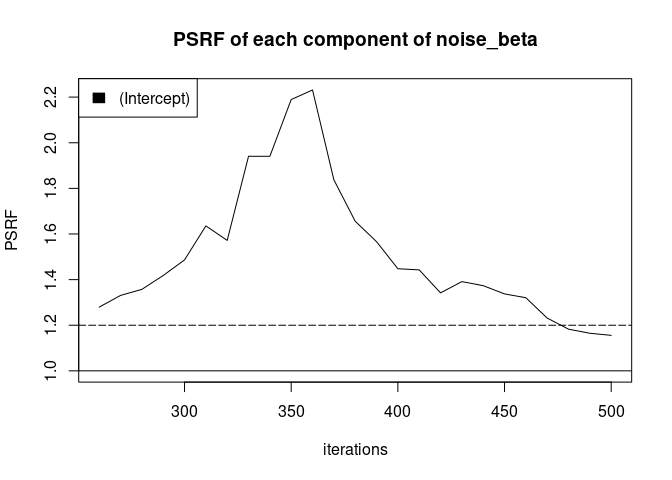 PSRF of each component of noise_beta
(Intercept)
PSRF
2.2
2.0
1.8
1.6
1.4
1.2
1.0
300 350 400 450 500
iterations